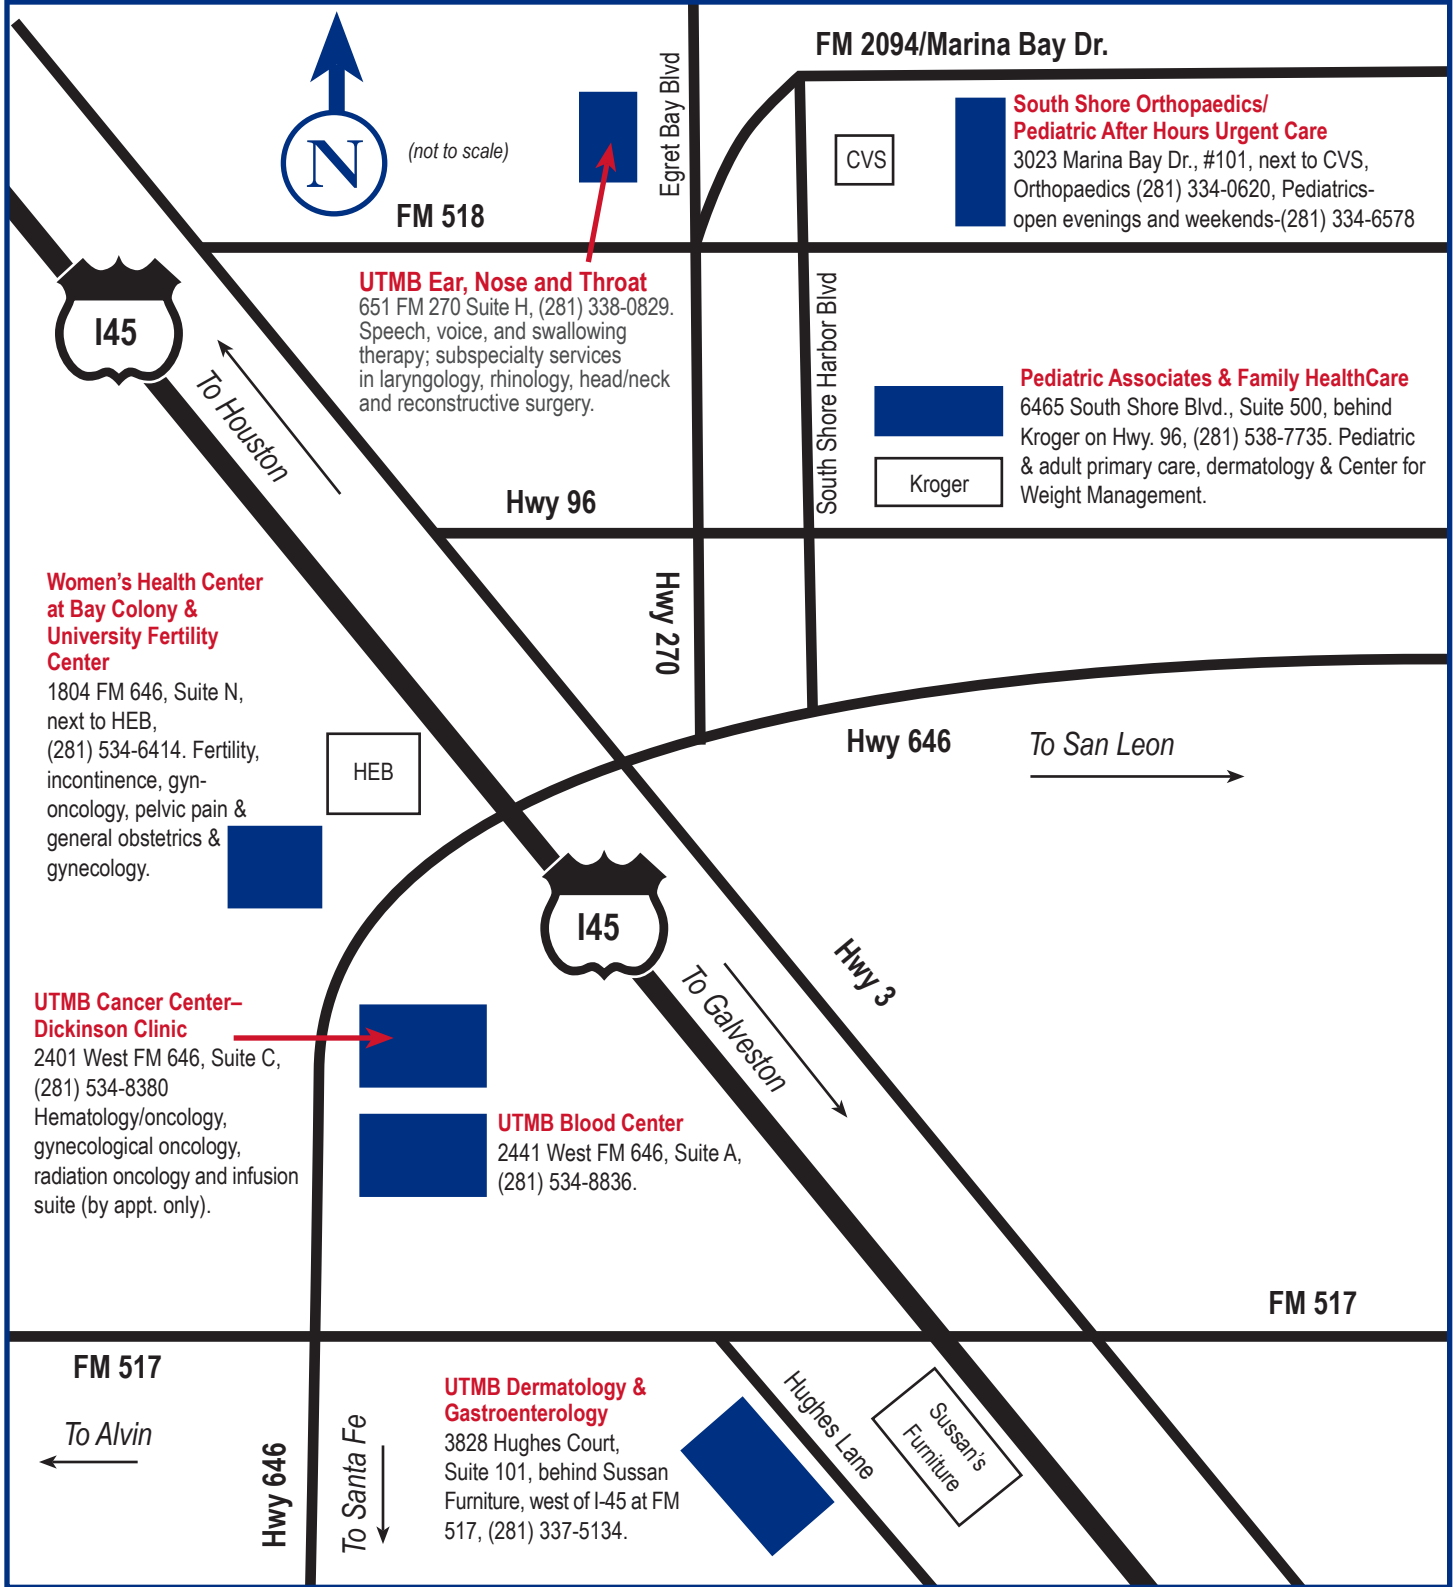 FM 2094/Marina Bay Dr.
Egret Bay Blvd
N
(not to scale)
FM 518
CVS
South Shore Orthopaedics/
Pediatric After Hours Urgent Care
3023 Marina Bay Dr., #101, next to CVS,
Orthopaedics (281) 334-0620, Pediatrics-
open evenings and weekends-(281) 334-6578
UTMB Ear, Nose and Throat
651 FM 270 Suite H, (281) 338-0829.
Speech, voice, and swallowing
therapy; subspecialty services
in laryngology, rhinology, head/neck
and reconstructive surgery.
I45
To Houston
South Shore Harbor Blvd
Pediatric Associates & Family HealthCare
6465 South Shore Blvd., Suite 500, behind
Kroger on Hwy. 96, (281) 538-7735. Pediatric
& adult primary care, dermatology & Center for
Weight Management.
Kroger
Hwy 96
Hwy 270
Women's Health Center
at Bay Colony &
University Fertility
Center
1804 FM 646, Suite N,
next to HEB,
(281) 534-6414. Fertility,
incontinence, gyn-
oncology, pelvic pain &
general obstetrics &
gynecology.
HEB
Hwy 646
To San Leon
I45
To Galveston
Hwy 3
UTMB Cancer Center–
Dickinson Clinic
2401 West FM 646, Suite C,
(281) 534-8380
Hematology/oncology,
gynecological oncology,
radiation oncology and infusion
suite (by appt. only).
UTMB Blood Center
2441 West FM 646, Suite A,
(281) 534-8836.
FM 517
FM 517
To Alvin
Hwy 646
To Santa Fe
UTMB Dermatology &
Gastroenterology
3828 Hughes Court,
Suite 101, behind Sussan
Furniture, west of I-45 at FM
517, (281) 337-5134.
Hughes Lane
Sussan's
Furniture